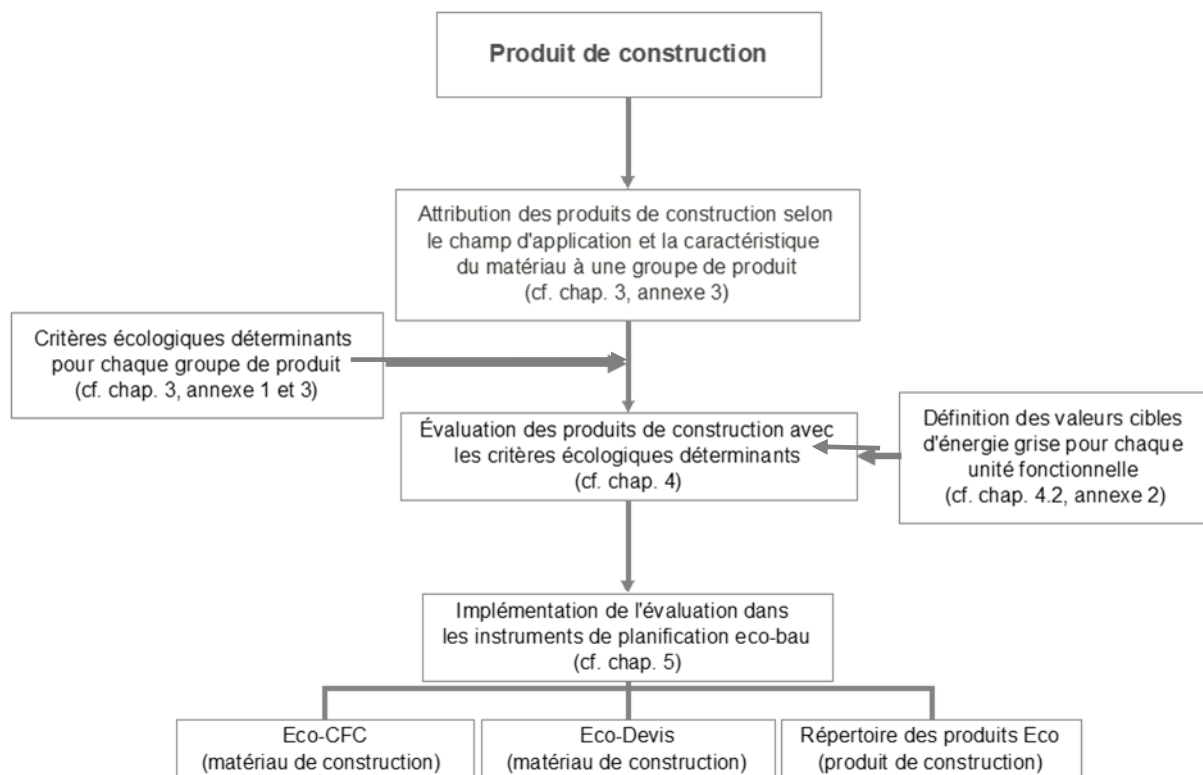 Produit de construction
Attribution des produits de construction selon
le champ d'application et la caractéristique
du matériau à une groupe de produit
(cf. chap. 3, annexe 3)
Critères écologiques déterminants
pour chaque groupe de produit
(cf. chap. 3, annexe 1 et 3)
Évaluation des produits de construction avec
les critères écologiques déterminants
(cf. chap. 4)
Définition des valeurs cibles
d'énergie grise pour chaque
unité fonctionnelle
(cf. chap. 4.2, annexe 2)
Implémentation de l'évaluation dans
les instruments de planification eco-bau
(cf. chap. 5)
Eco-CFC
(matériau de construction)
Eco-Devis
(matériau de construction)
Répertoire des produits Eco
(produit de construction)